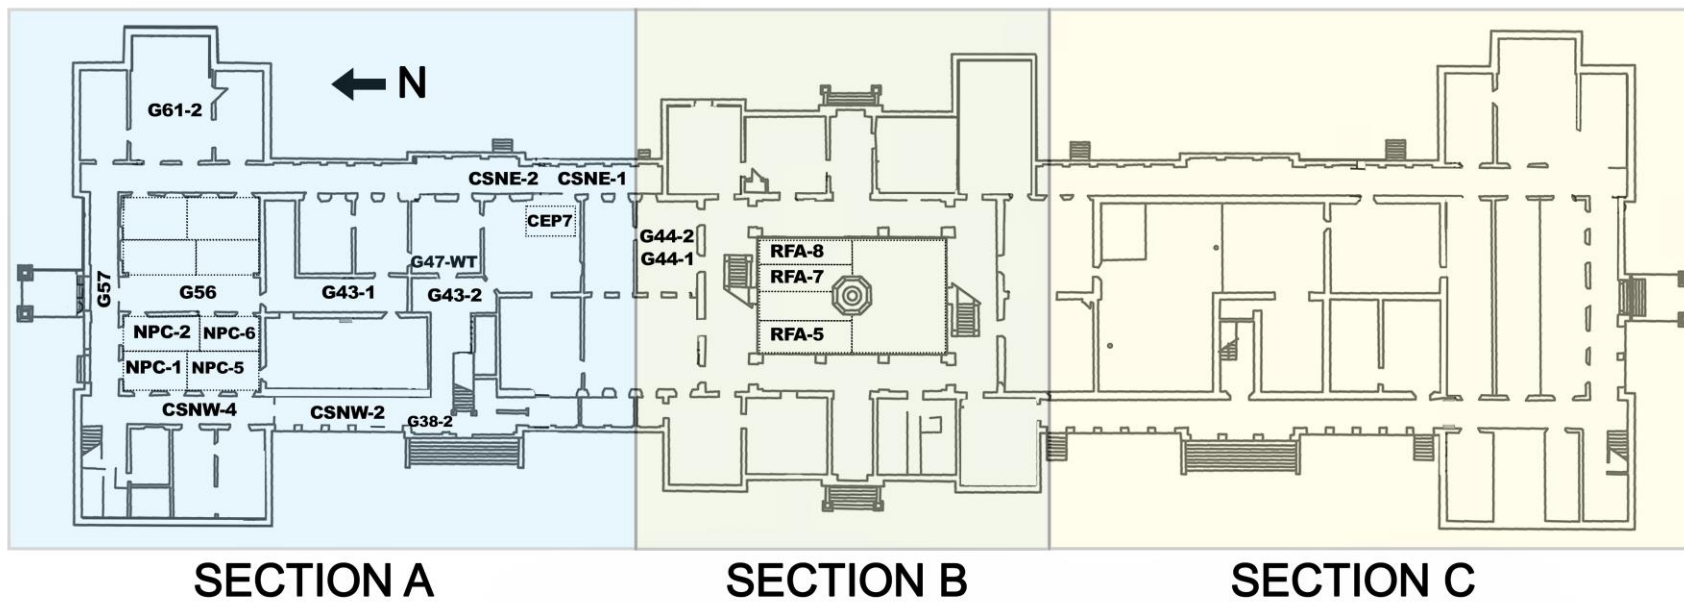 N
G61-2
CSNE-2
CSNE-1
CEP7
G44-2
G44-1
G47-WT
G57
G56
G43-1
G43-2
RFA-8
RFA-7
RFA-5
NPC-2
NPC-6
NPC-1
NPC-5
CSNW-4
CSNW-2
G38-2
SECTION A
SECTION B
SECTION C